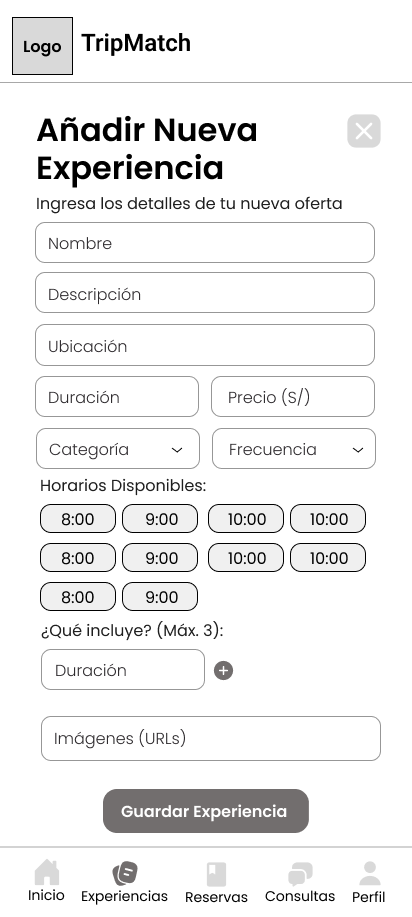 Logo TripMatch
Añadir Nueva
Experiencia
Ingresa los detalles de tu nueva oferta
Nombre
Descripción
Ubicación
Duración Precio (S/)
Categoría Frecuencia
Horarios Disponibles:
8:00 9:00 10:00 10:00
8:00 9:00 10:00 10:00
8:00 9:00
¿Qué incluye? (Máx. 3):
Duración
Imágenes (URLs)
Guardar Experiencia
Inicio Experiencias Reservas Consultas Perfil